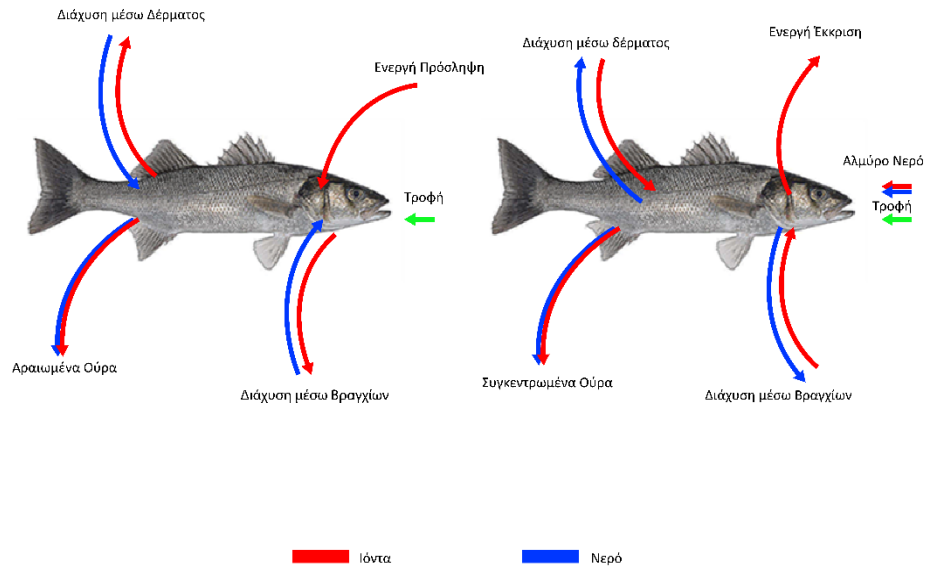 Διάχυση μέσω Δέρματος
Ενεργή Πρόσληψη
Τροφή
Αραιωμένα Ούρα
Διάχυση μέσω Βραγχίων
Διάχυση μέσω δέρματος
Ενεργή Έκκριση
Αλμύρο Νερό
Τροφή
Συγκεντρωμένα Ούρα
Διάχυση μέσω Βραγχίων
Ιόντα
Νερό